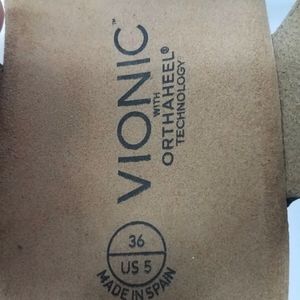 VIONIC™
WITH
ORTHAHEEL®
TECHNOLOGY
36
US 5
MADE IN SPAIN